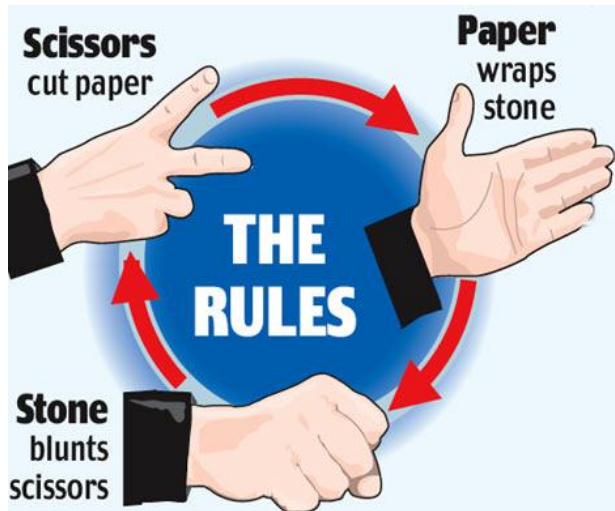 Scissors
cut paper
Paper
wraps
stone
THE
RULES
Stone
blunts
scissors